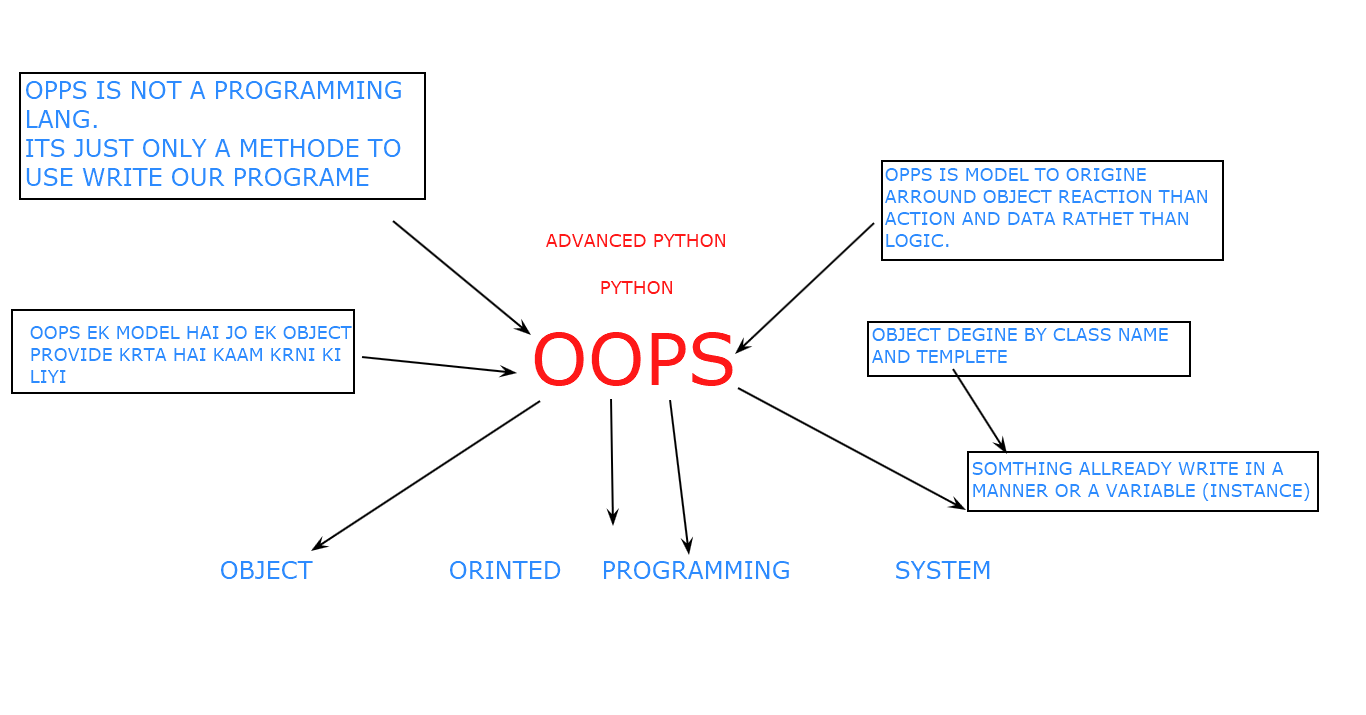 OPPS IS NOT A PROGRAMMING
LANG.
ITS JUST ONLY A METHODE TO
USE WRITE OUR PROGRAME
OPPS IS MODEL TO ORIGINE
ARROUND OBJECT REACTION THAN
ACTION AND DATA RATHET THAN
LOGIC.
ADVANCED PYTHON
PYTHON
OOPS
OOPS EK MODEL HAI JO EK OBJECT
PROVIDE KRTA HAI KAAM KRNI KI
LIYI
OBJECT DEGINE BY CLASS NAME
AND TEMPLETE
SOMTHING ALLREADY WRITE IN A
MANNER OR A VARIABLE (INSTANCE)
OBJECT ORINTED PROGRAMMING SYSTEM